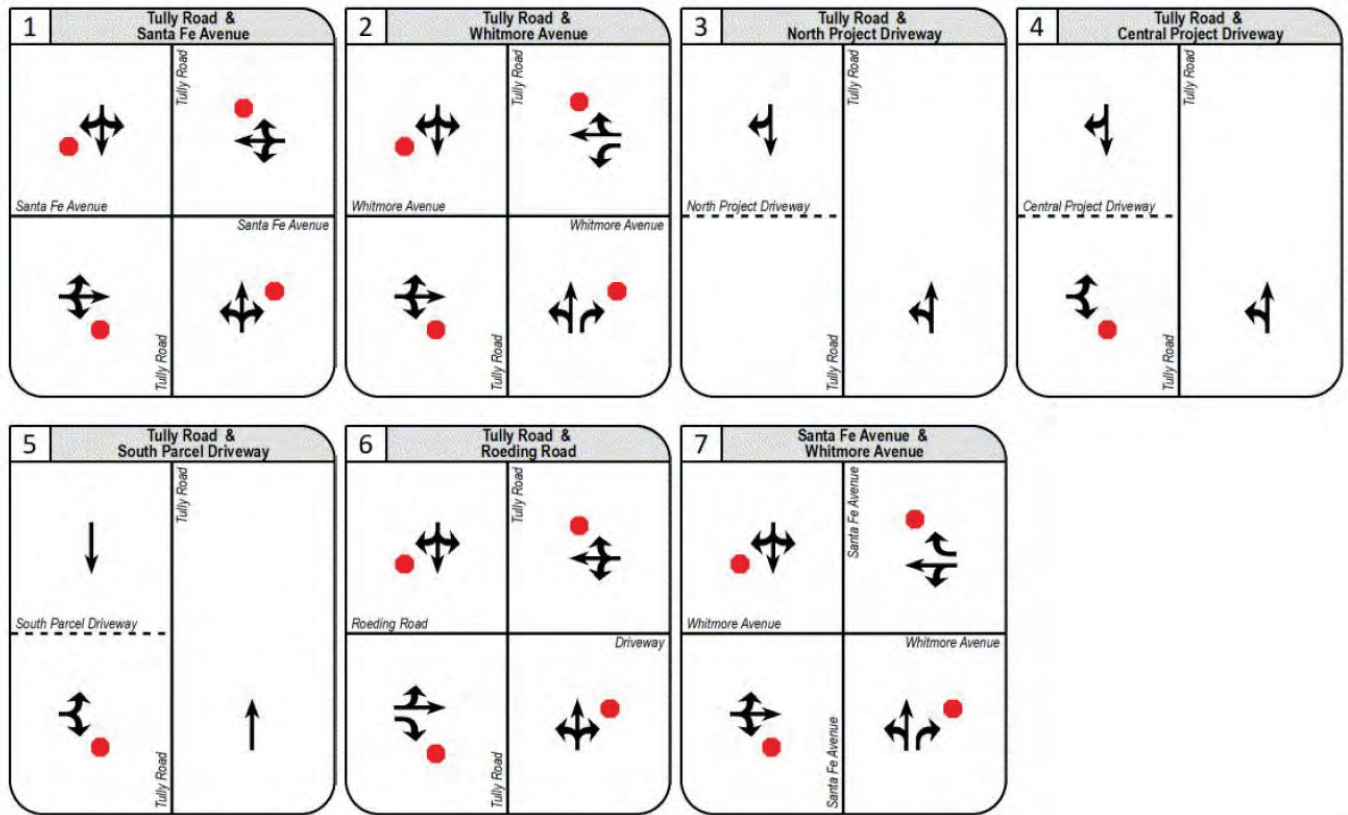 1
Tully Road &
Santa Fe Avenue
Tully Road
Santa Fe Avenue
Santa Fe Avenue
Tully Road
2
Tully Road &
Whitmore Avenue
Tully Road
Whitmore Avenue
Whitmore Avenue
Tully Road
3
Tully Road &
North Project Driveway
Tully Road
North Project Driveway
Tully Road
4
Tully Road &
Central Project Driveway
Tully Road
Central Project Driveway
Tully Road
5
Tully Road &
South Parcel Driveway
Tully Road
South Parcel Driveway
Tully Road
6
Tully Road &
Roeding Road
Tully Road
Roeding Road
Driveway
Tully Road
7
Santa Fe Avenue &
Whitmore Avenue
Santa Fe Avenue
Whitmore Avenue
Whitmore Avenue
Santa Fe Avenue